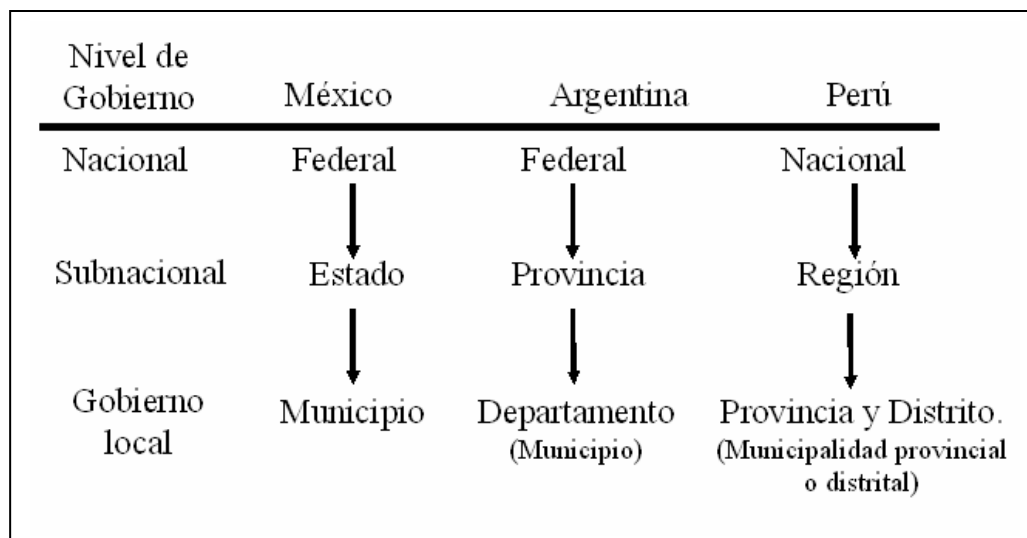 Nivel de
Gobierno México Argentina Perú
Nacional Federal Federal Nacional
Subnacional Estado Provincia Región
Gobierno
local
Municipio Departamento Provincia y Distrito.
(Municipio) (Municipalidad provincial
o distrital)